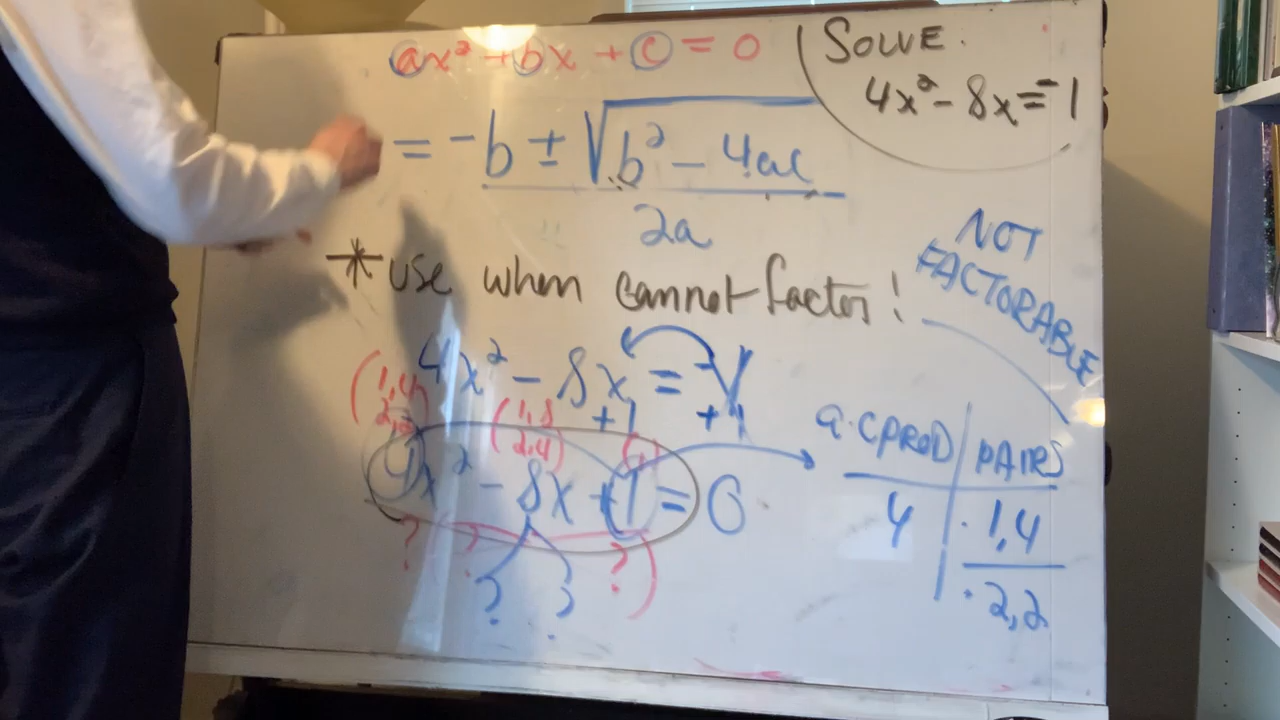 ax² + bx + c = 0
SOLVE.
4x² - 8x = -1
= -b ± √b² - 4ac
2a
* use when cannot factor!
NOT
FACTORABLE
4x² - 8x = -1
+1 +1
(1,4
2,2)
(1,8
2,4)
4x² - 8x + 1 = 0
? ? ?)
? ?
a·C PROD | PAIRS
4 | · 1,4
· 2,2